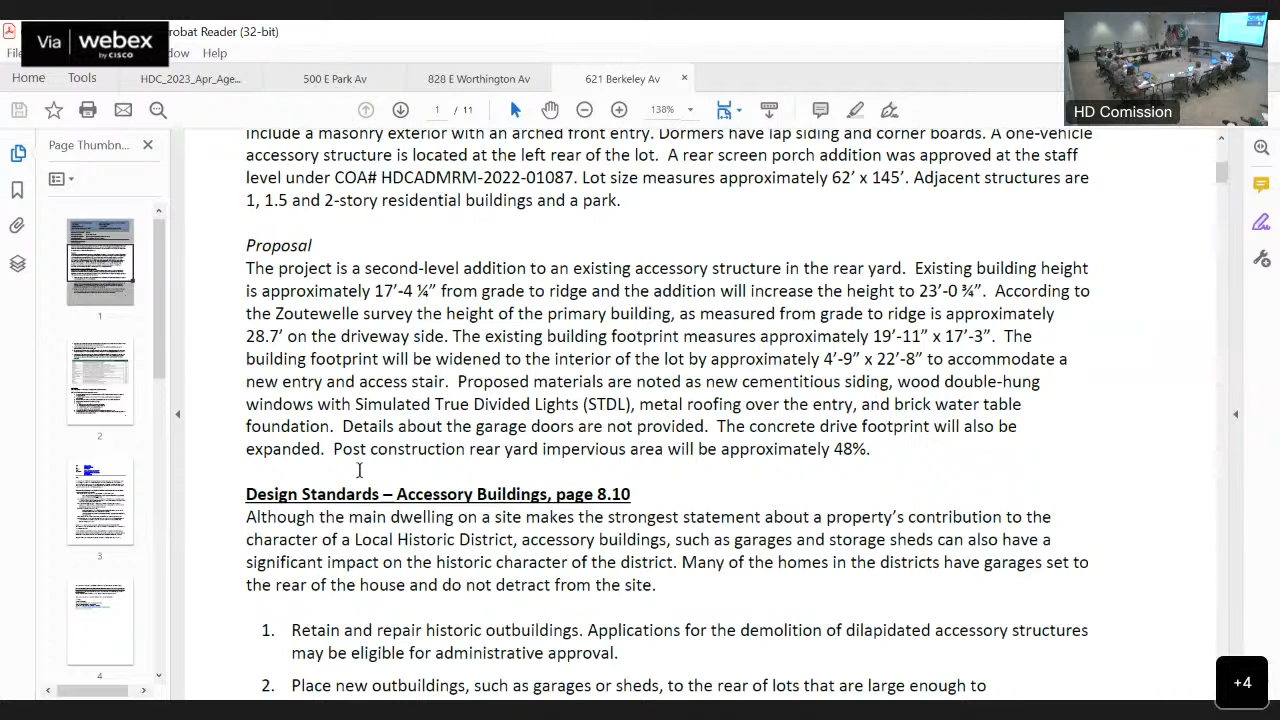 Via webex
by CISCO
robat Reader (32-bit)
dow Help
Home Tools HDC_2023_Apr_Age... 500 E Park Av 828 E Worthington Av 621 Berkeley Av
1 / 11 138%
HD Comission
Page Thumbn...
include a masonry exterior with an arched front entry. Dormers have lap siding and corner boards. A one-vehicle
accessory structure is located at the left rear of the lot. A rear screen porch addition was approved at the staff
level under COA# HDCADMRM-2022-01087. Lot size measures approximately 62’ x 145’. Adjacent structures are
1, 1.5 and 2-story residential buildings and a park.
Proposal
The project is a second-level addition to an existing accessory structure in the rear yard. Existing building height
is approximately 17’-4 ¼” from grade to ridge and the addition will increase the height to 23’-0 ¾”. According to
the Zoutewelle survey the height of the primary building, as measured from grade to ridge is approximately
28.7’ on the driveway side. The existing building footprint measures approximately 19’-11” x 17’-3”. The
building footprint will be widened to the interior of the lot by approximately 4’-9” x 22’-8” to accommodate a
new entry and access stair. Proposed materials are noted as new cementitious siding, wood double-hung
windows with Simulated True Divided Lights (STDL), metal roofing over the entry, and brick water table
foundation. Details about the garage doors are not provided. The concrete drive footprint will also be
expanded. Post construction rear yard impervious area will be approximately 48%.
Design Standards – Accessory Buildings, page 8.10
Although the main dwelling on a site makes the strongest statement about a property’s contribution to the
character of a Local Historic District, accessory buildings, such as garages and storage sheds can also have a
significant impact on the historic character of the district. Many of the homes in the districts have garages set to
the rear of the house and do not detract from the site.
1. Retain and repair historic outbuildings. Applications for the demolition of dilapidated accessory structures
may be eligible for administrative approval.
2. Place new outbuildings, such as garages or sheds, to the rear of lots that are large enough to
1
2
3
4
+4